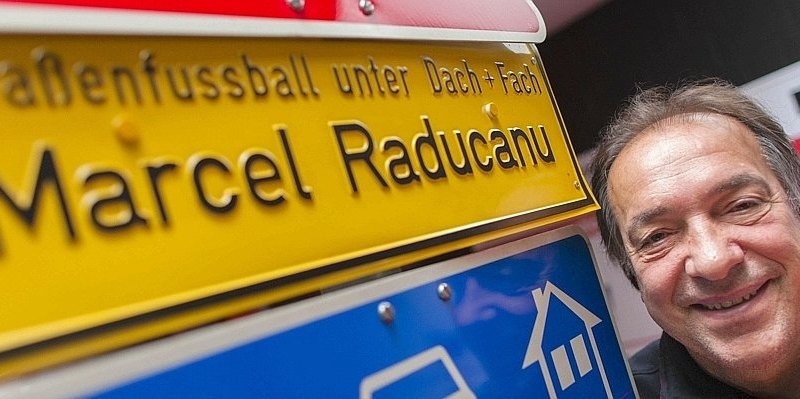 aßenfussball unter Dach+Fach
Marcel Raducanu